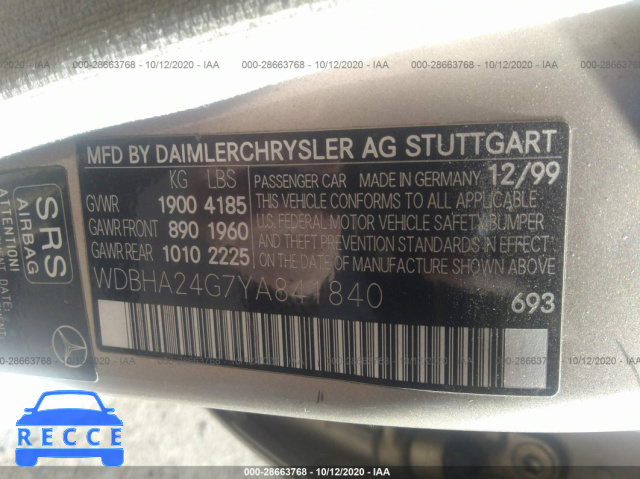 000-28663768 - 10/12/2020 - IAA
MFD BY DAIMLERCHRYSLER AG STUTTGART
KG LBS
GVWR 1900 4185
GAWR FRONT 890 1960
GAWR REAR 1010 2225
PASSENGER CAR MADE IN GERMANY 12/99
THIS VEHICLE CONFORMS TO ALL APPLICABLE
U.S. FEDERAL MOTOR VEHICLE SAFETY, BUMPER
AND THEFT PREVENTION STANDARDS IN EFFECT
ON THE DATE OF MANUFACTURE SHOWN ABOVE.
WDBHA24G7YA841840
693
SRS
AIRBAG
RECCE
000-28663768 - 10/12/2020 - IAA